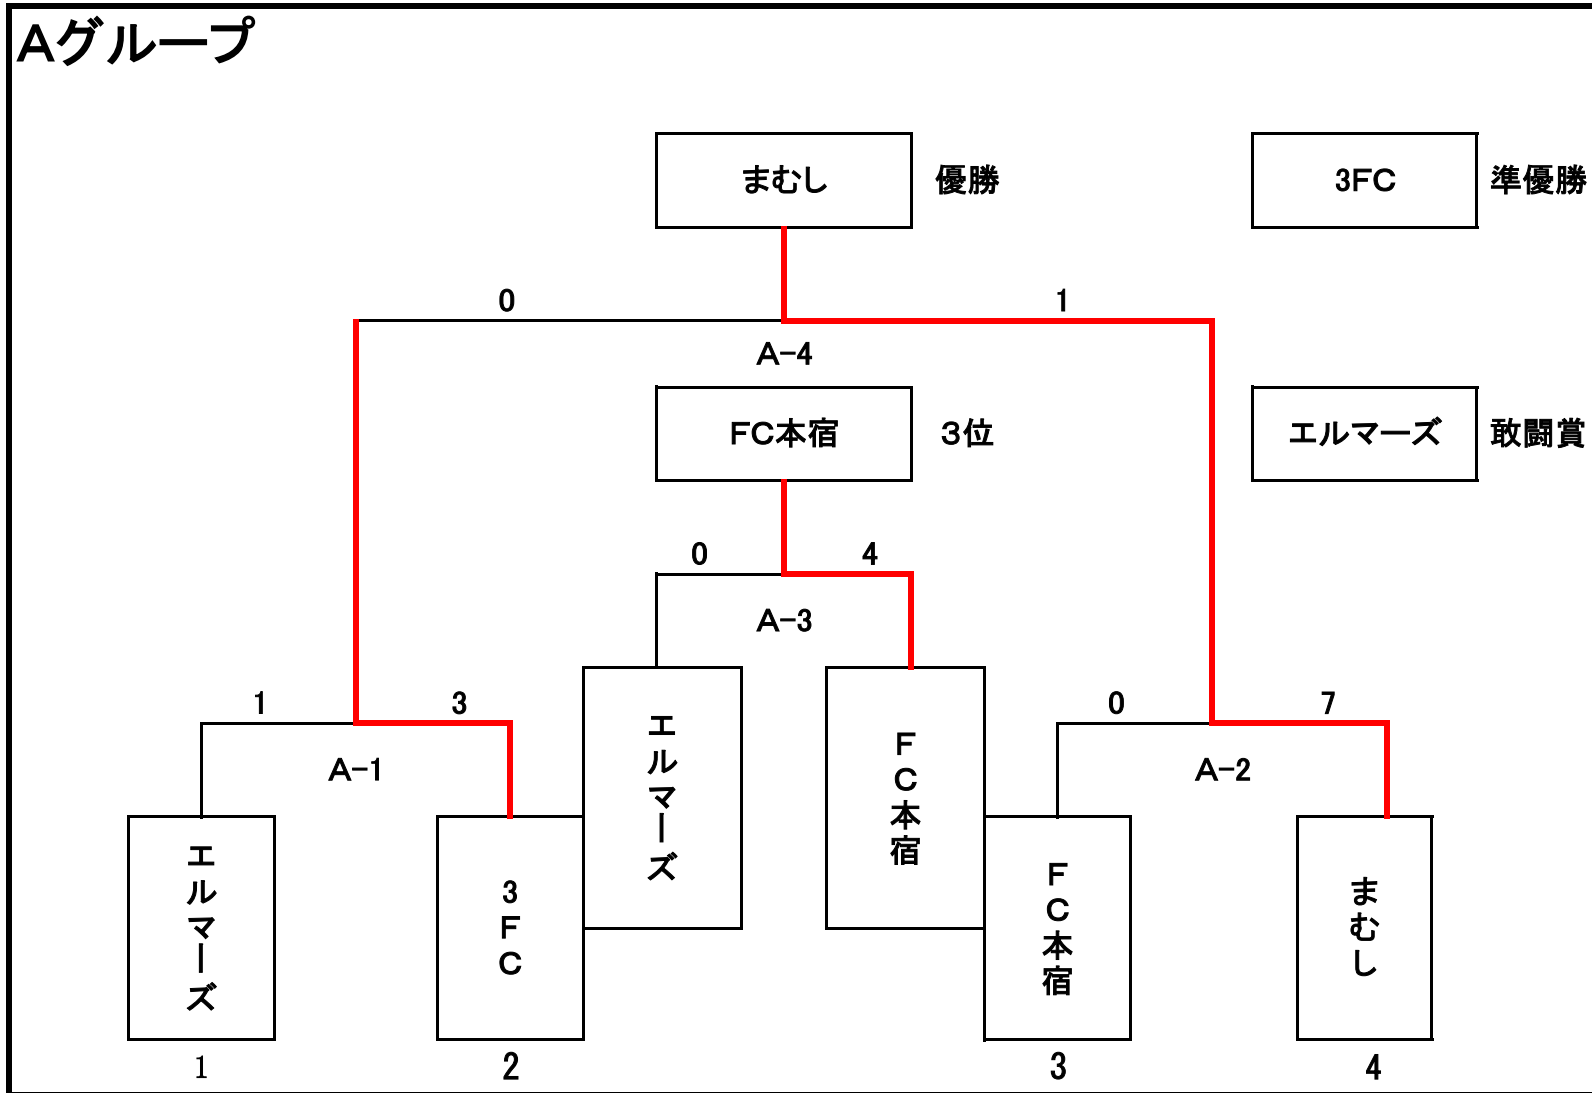 Aグループ
まむし 優勝 3FC 準優勝
0 1
A-4
FC本宿 3位 エルマーズ 敢闘賞
0 4
A-3
1 3 0 7
A-1 A-2
エルマーズ
3FC
エルマーズ
FC本宿
FC本宿
まむし
1 2 3 4